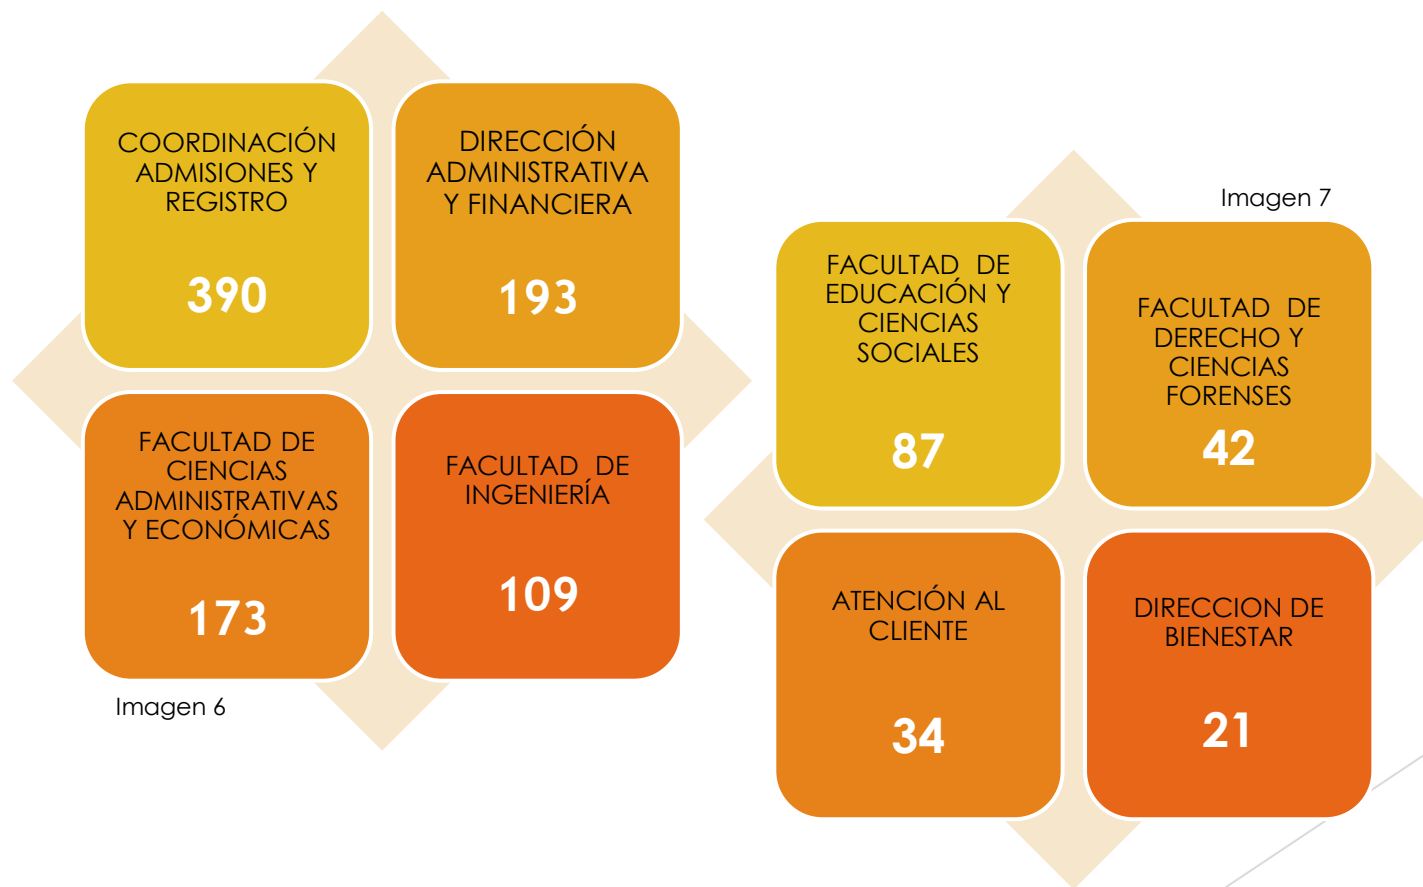 COORDINACIÓN
ADMISIONES Y
REGISTRO
390
DIRECCIÓN
ADMINISTRATIVA
Y FINANCIERA
193
FACULTAD DE
CIENCIAS
ADMINISTRATIVAS
Y ECONÓMICAS
173
FACULTAD DE
INGENIERÍA
109
Imagen 6
Imagen 7
FACULTAD DE
EDUCACIÓN Y
CIENCIAS
SOCIALES
87
FACULTAD DE
DERECHO Y
CIENCIAS
FORENSES
42
ATENCIÓN AL
CLIENTE
34
DIRECCION DE
BIENESTAR
21